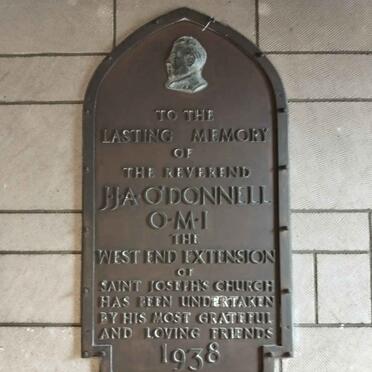 TO THE
LASTING MEMORY
OF
THE REVEREND
J·J·A·O'DONNELL
O·M·I
THE
WEST END EXTENSION
OF
SAINT JOSEPH'S CHURCH
HAS BEEN UNDERTAKEN
BY HIS MOST GRATEFUL
AND LOVING FRIENDS
1938